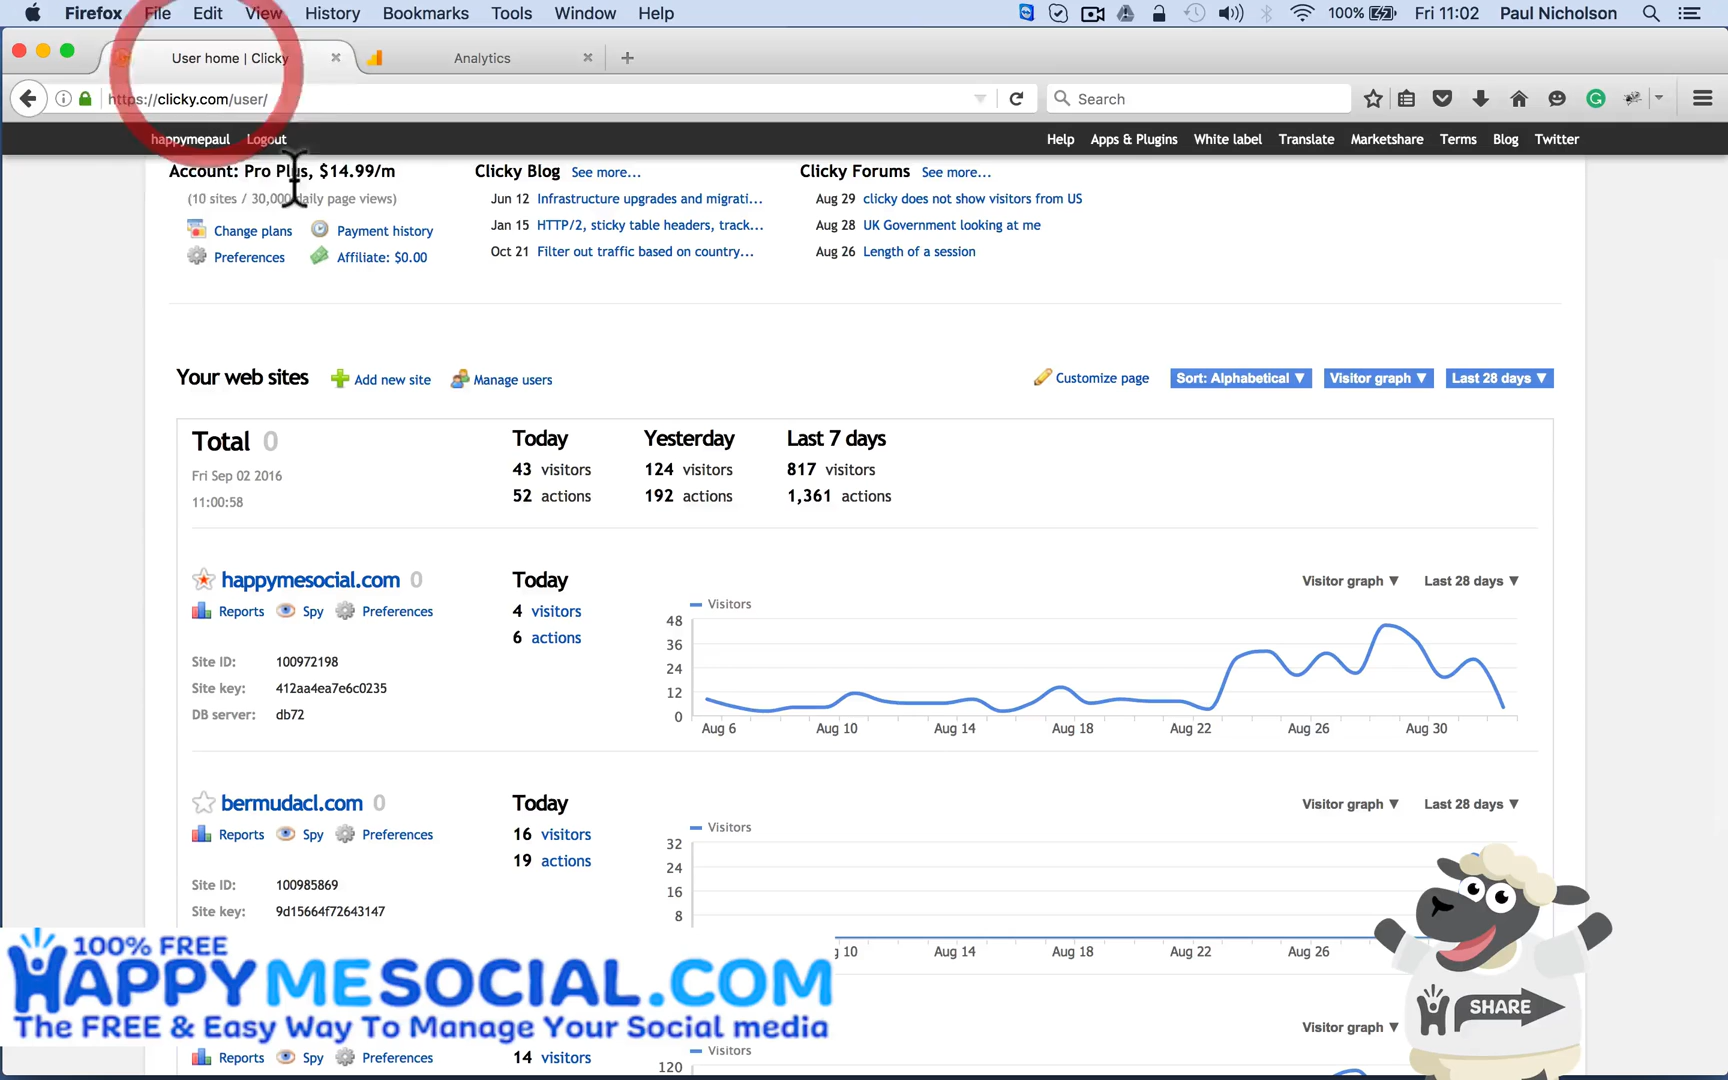 Firefox File Edit View History Bookmarks Tools Window Help 100% Fri 11:02 Paul Nicholson
User home | Clicky Analytics
https://clicky.com/user/ Search
happymepaul Logout Help Apps & Plugins White label Translate Marketshare Terms Blog Twitter
Account: Pro Plus, $14.99/m Clicky Blog See more... Clicky Forums See more...
(10 sites / 30,000 daily page views) Jun 12 Infrastructure upgrades and migrati... Aug 29 clicky does not show visitors from US
Change plans Payment history Jan 15 HTTP/2, sticky table headers, track... Aug 28 UK Government looking at me
Preferences Affiliate: $0.00 Oct 21 Filter out traffic based on country... Aug 26 Length of a session
Your web sites Add new site Manage users Customize page Sort: Alphabetical ▼ Visitor graph ▼ Last 28 days ▼
Total 0 Today Yesterday Last 7 days
Fri Sep 02 2016 43 visitors 124 visitors 817 visitors
11:00:58 52 actions 192 actions 1,361 actions
happymesocial.com 0 Today Visitor graph ▼ Last 28 days ▼
Reports Spy Preferences 4 visitors Visitors
6 actions 48
36
Site ID: 100972198 24
Site key: 412aa4ea7e6c0235 12
DB server: db72 0
Aug 6 Aug 10 Aug 14 Aug 18 Aug 22 Aug 26 Aug 30
bermudacl.com 0 Today Visitor graph ▼ Last 28 days ▼
Reports Spy Preferences 16 visitors Visitors
19 actions 32
24
Site ID: 100985869 16
Site key: 9d15664f72643147 8
10 Aug 14 Aug 18 Aug 22 Aug 26
100% FREE
HAPPYMESOCIAL.COM
The FREE & Easy Way To Manage Your Social media
SHARE
Visitor graph ▼
Reports Spy Preferences 14 visitors Visitors
120